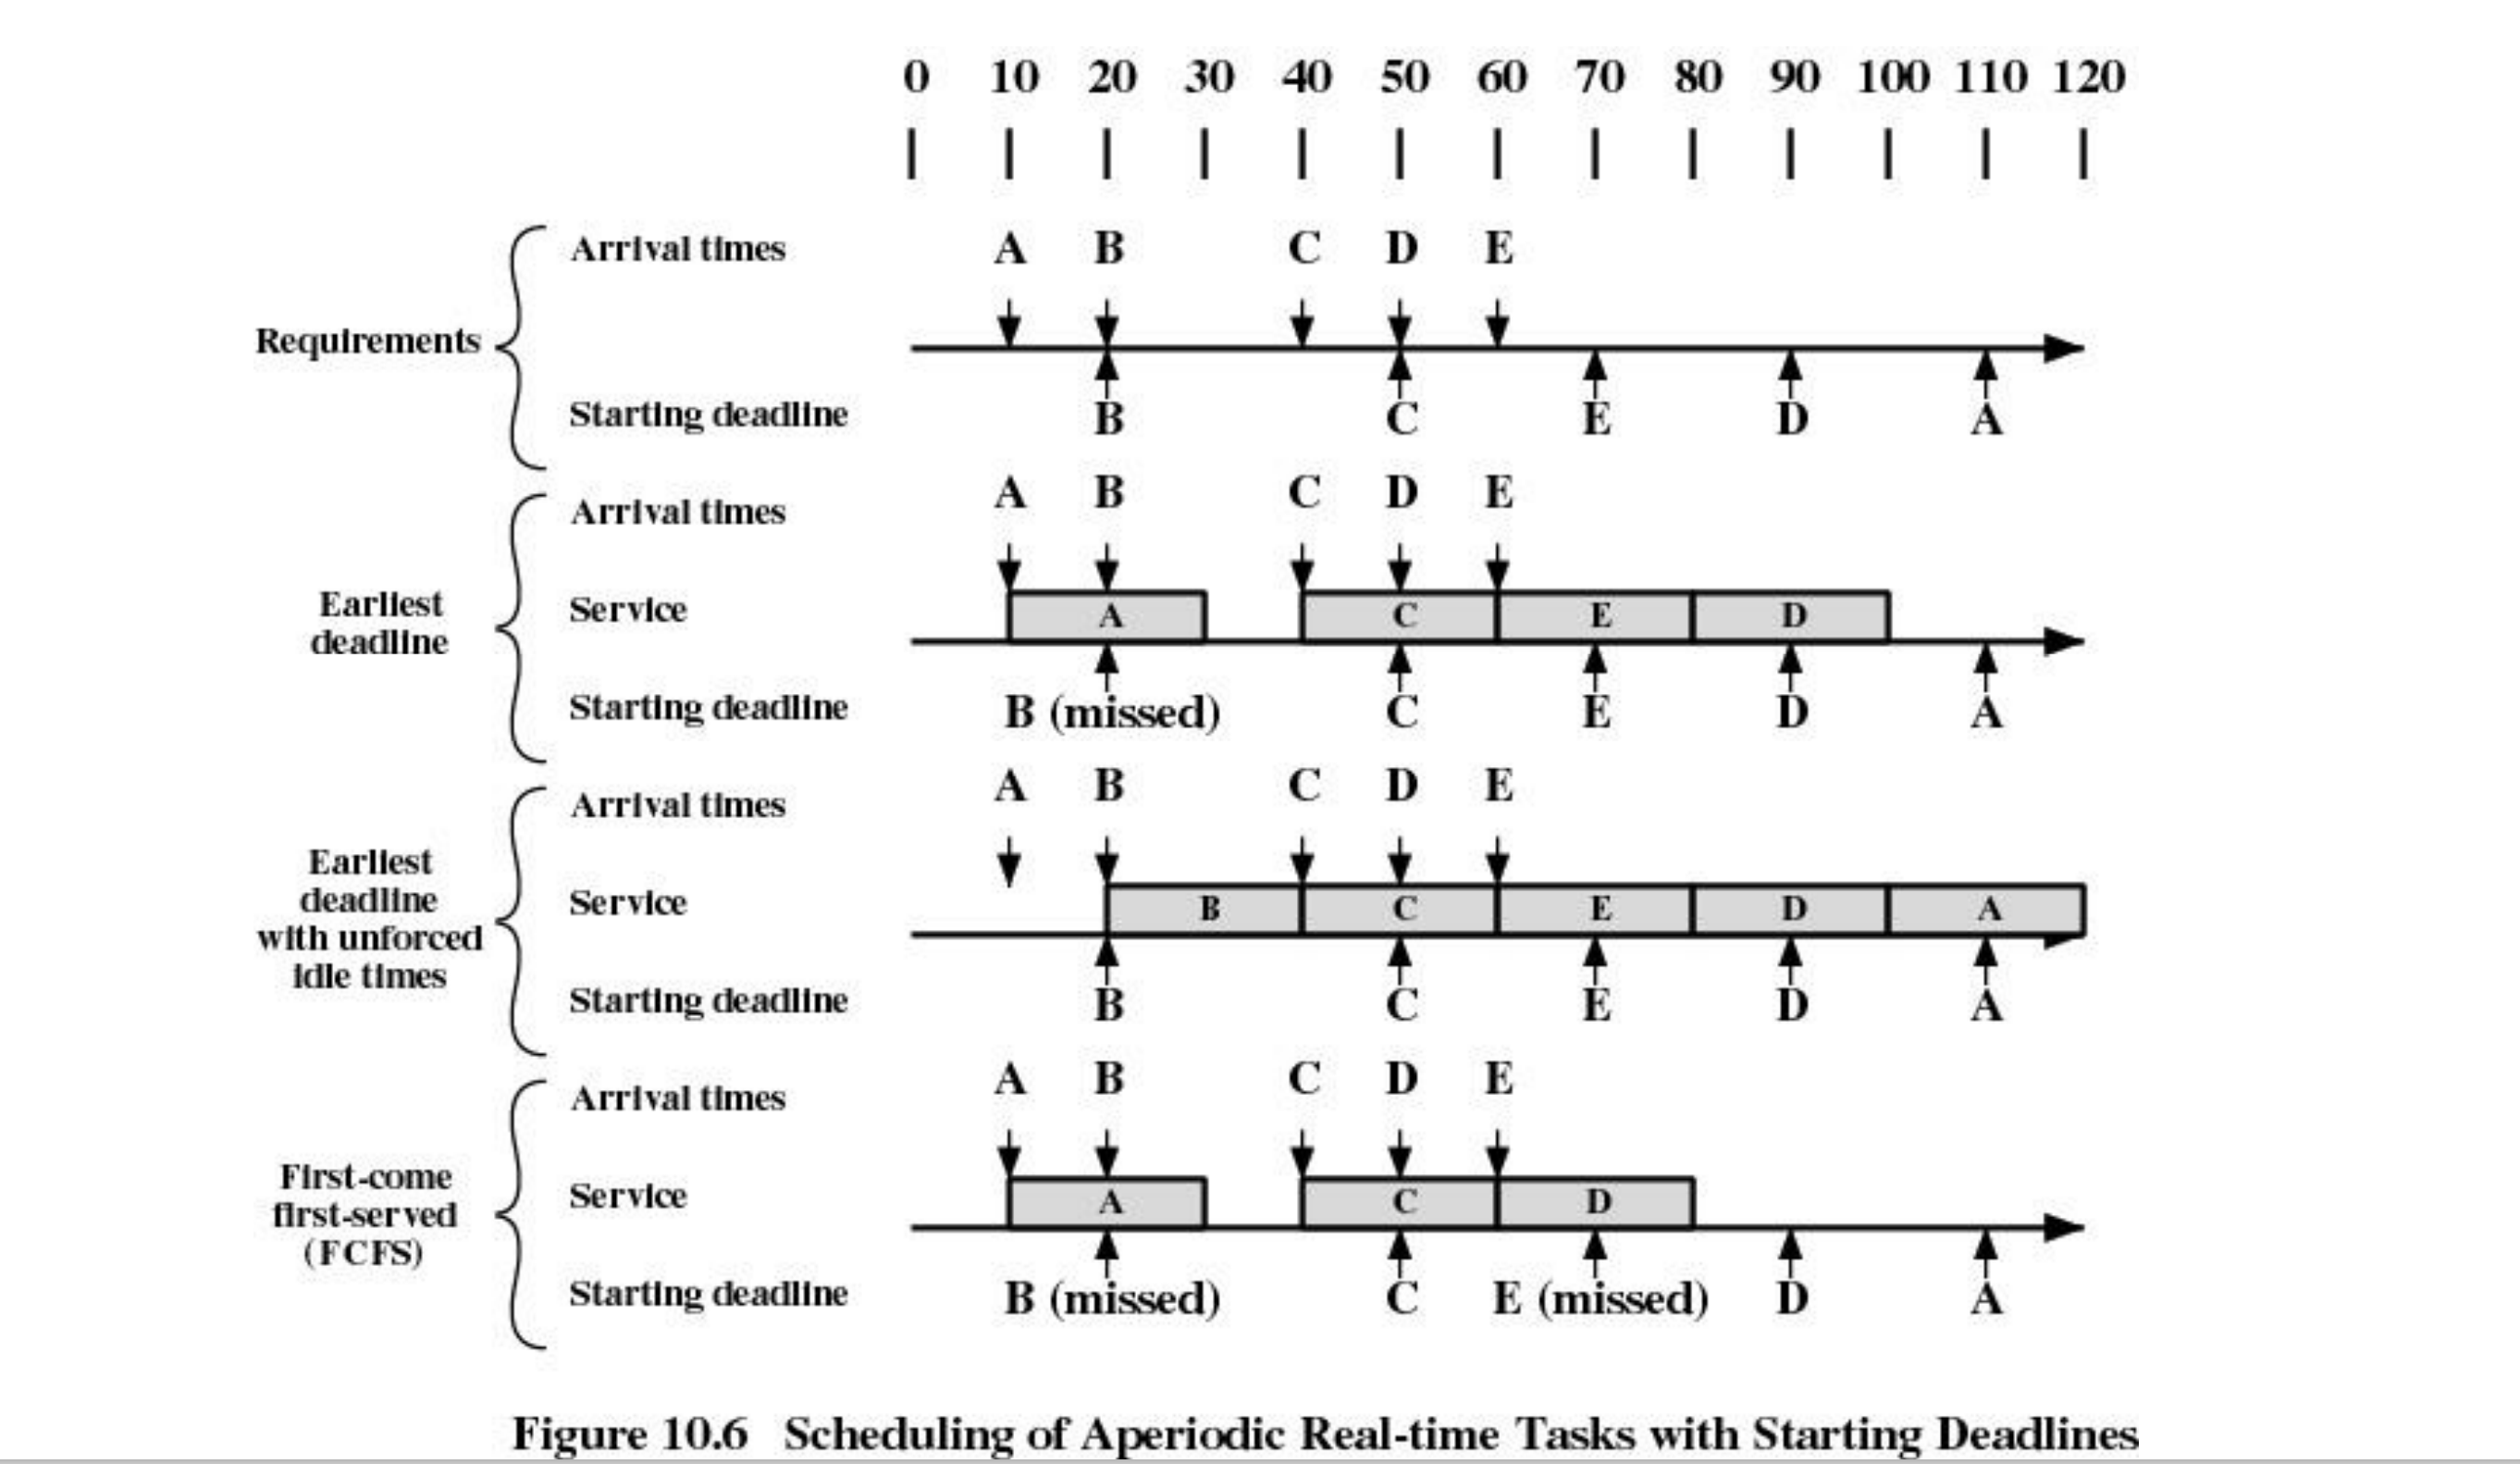 0 10 20 30 40 50 60 70 80 90 100 110 120
Requirements
Arrival times
A B C D E
Starting deadline
B C E D A
Earliest
deadline
Arrival times
A B C D E
Service
A C E D
Starting deadline
B (missed) C E D A
Earliest
deadline
with unforced
idle times
Arrival times
A B C D E
Service
B C E D A
Starting deadline
B C E D A
First-come
first-served
(FCFS)
Arrival times
A B C D E
Service
A C D
Starting deadline
B (missed) C E (missed) D A
Figure 10.6 Scheduling of Aperiodic Real-time Tasks with Starting Deadlines